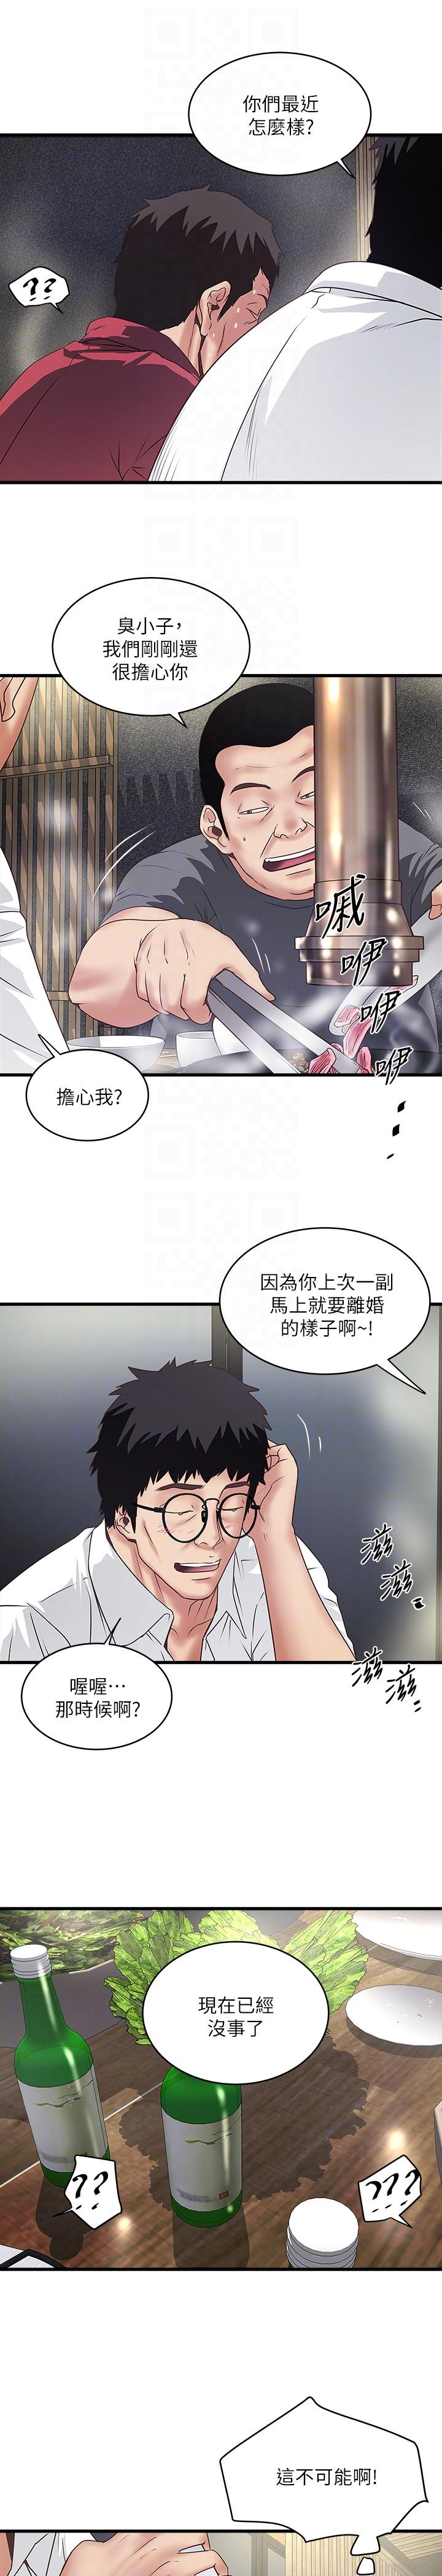 你們最近
怎麼樣?
??
臭小子,
我們剛剛還
很擔心你
嘁
咿
咿
咿
擔心我?
因為你上次一副
馬上就要離婚
的樣子啊~!
滋
滋
滋
滋
喔喔…
那時候啊?
現在已經
沒事了
??
???
這不可能啊!